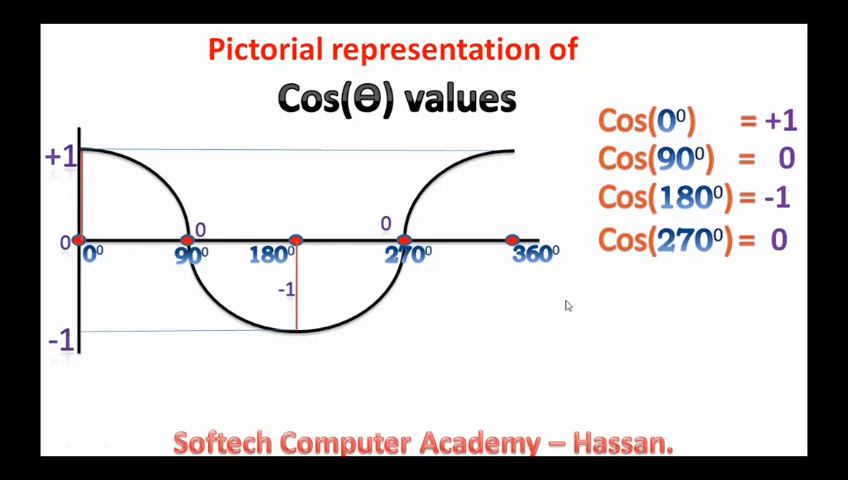 Pictorial representation of
Cos(Θ) values
+1
0
-1
0⁰
90⁰
180⁰
270⁰
360⁰
0
0
-1
Cos(0⁰) = +1
Cos(90⁰) = 0
Cos(180⁰) = -1
Cos(270⁰) = 0
Softech Computer Academy – Hassan.